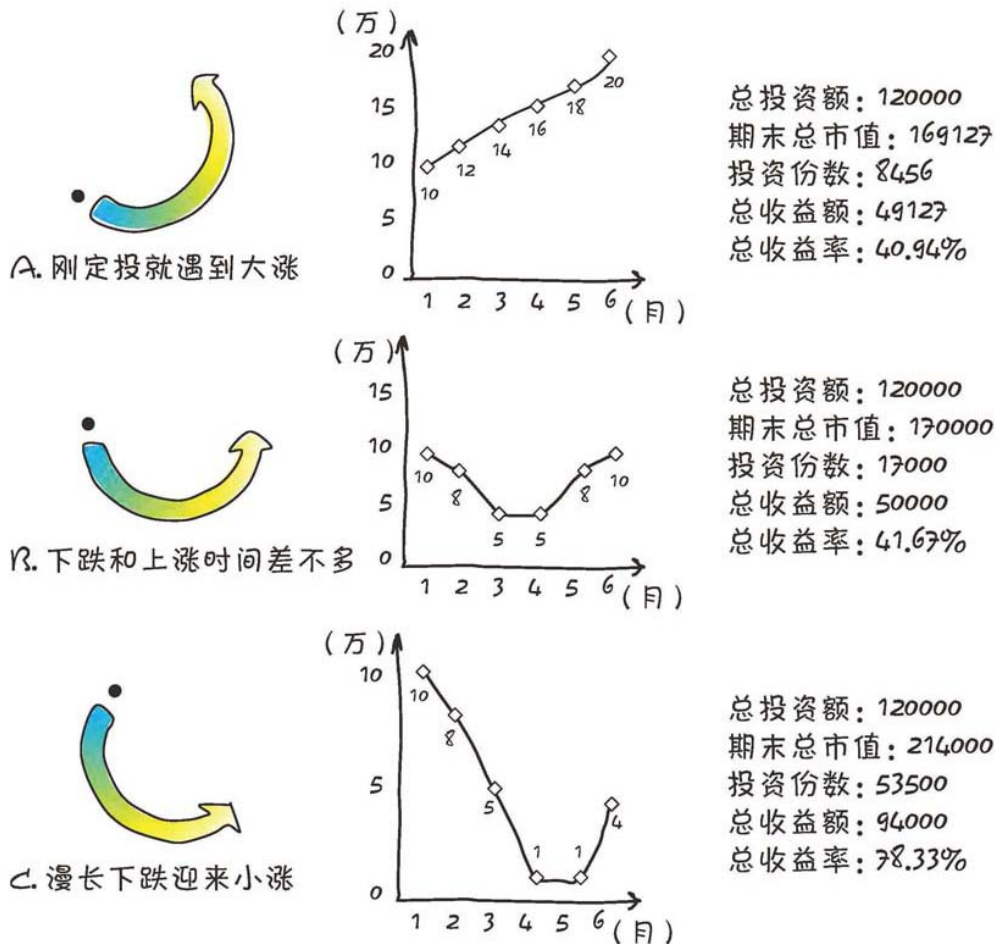 (万)
20
15
10
5
0
10
12
14
16
18
20
1 2 3 4 5 6 (月)
A. 刚定投就遇到大涨
总投资额: 120000
期末总市值: 169127
投资份数: 8456
总收益额: 49127
总收益率: 40.94%
(万)
15
10
5
0
10
8
5
5
8
10
1 2 3 4 5 6 (月)
B. 下跌和上涨时间差不多
总投资额: 120000
期末总市值: 170000
投资份数: 17000
总收益额: 50000
总收益率: 41.67%
(万)
10
5
0
10
8
5
1
1
4
1 2 3 4 5 6 (月)
C. 漫长下跌迎来小涨
总投资额: 120000
期末总市值: 214000
投资份数: 53500
总收益额: 94000
总收益率: 78.33%